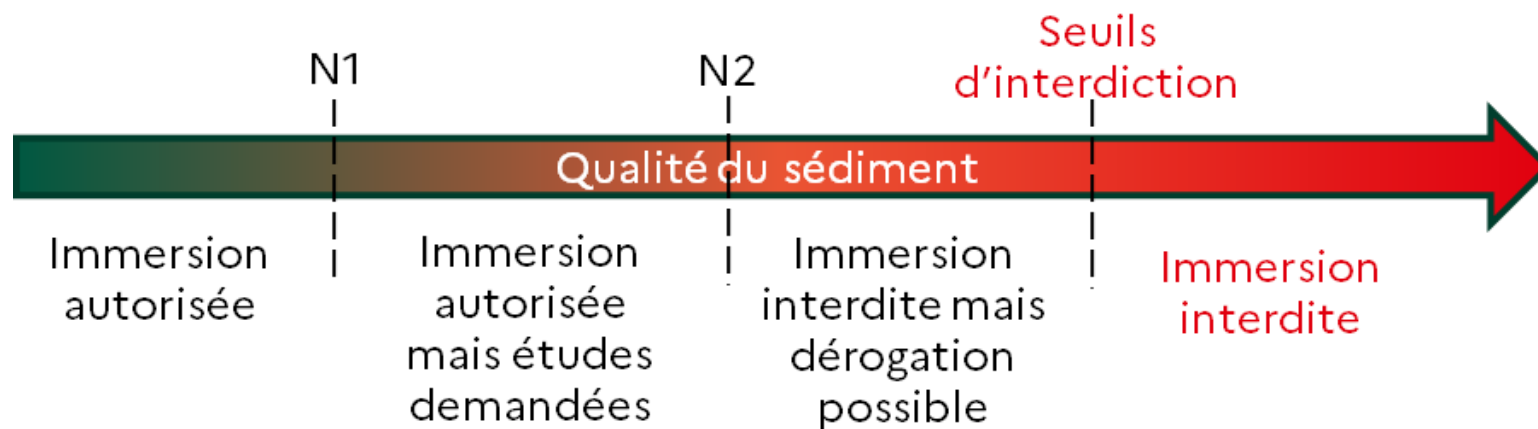 N1
N2
Seuils
d'interdiction
Qualité du sédiment
Immersion
autorisée
Immersion
autorisée
mais études
demandées
Immersion
interdite mais
dérogation
possible
Immersion
interdite